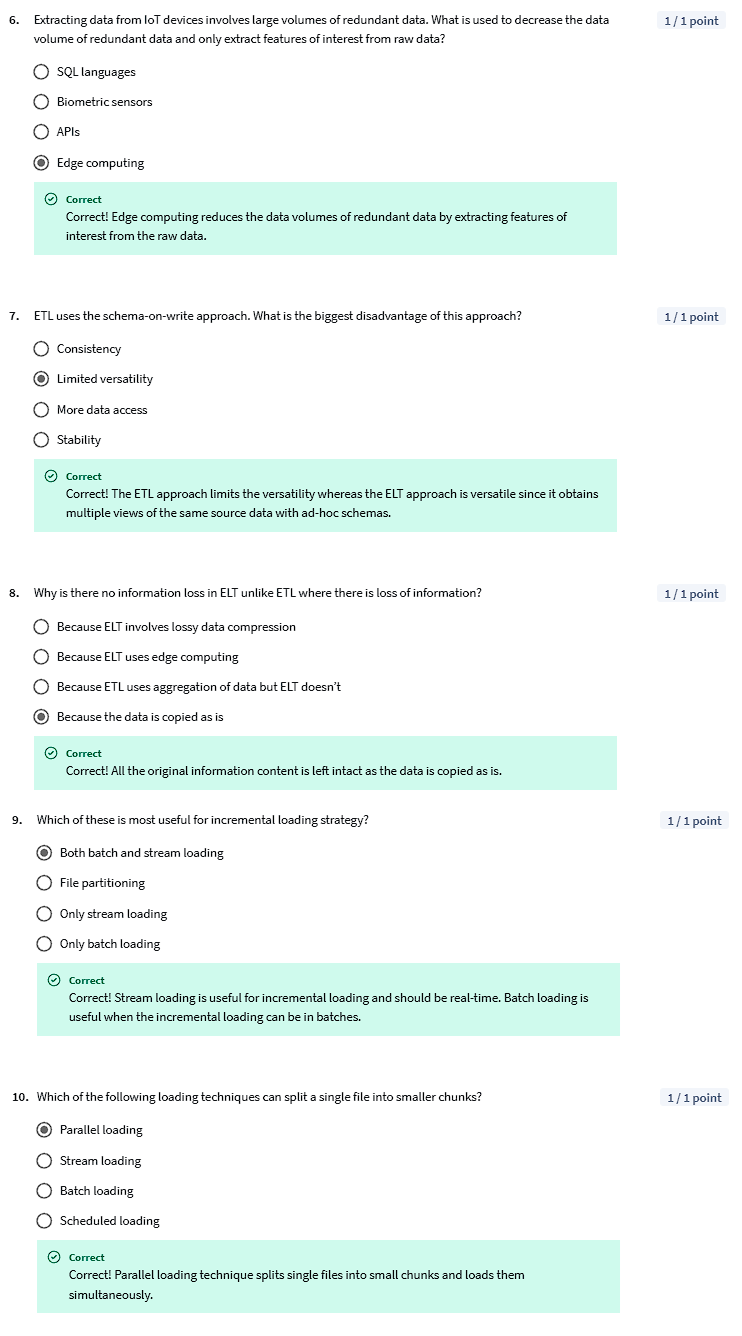 6. Extracting data from IoT devices involves large volumes of redundant data. What is used to decrease the data 1 / 1 point
volume of redundant data and only extract features of interest from raw data?
SQL languages
Biometric sensors
APIs
Edge computing
Correct
Correct! Edge computing reduces the data volumes of redundant data by extracting features of
interest from the raw data.
7. ETL uses the schema-on-write approach. What is the biggest disadvantage of this approach? 1 / 1 point
Consistency
Limited versatility
More data access
Stability
Correct
Correct! The ETL approach limits the versatility whereas the ELT approach is versatile since it obtains
multiple views of the same source data with ad-hoc schemas.
8. Why is there no information loss in ELT unlike ETL where there is loss of information? 1 / 1 point
Because ELT involves lossy data compression
Because ELT uses edge computing
Because ETL uses aggregation of data but ELT doesn't
Because the data is copied as is
Correct
Correct! All the original information content is left intact as the data is copied as is.
9. Which of these is most useful for incremental loading strategy? 1 / 1 point
Both batch and stream loading
File partitioning
Only stream loading
Only batch loading
Correct
Correct! Stream loading is useful for incremental loading and should be real-time. Batch loading is
useful when the incremental loading can be in batches.
10. Which of the following loading techniques can split a single file into smaller chunks? 1 / 1 point
Parallel loading
Stream loading
Batch loading
Scheduled loading
Correct
Correct! Parallel loading technique splits single files into small chunks and loads them
simultaneously.